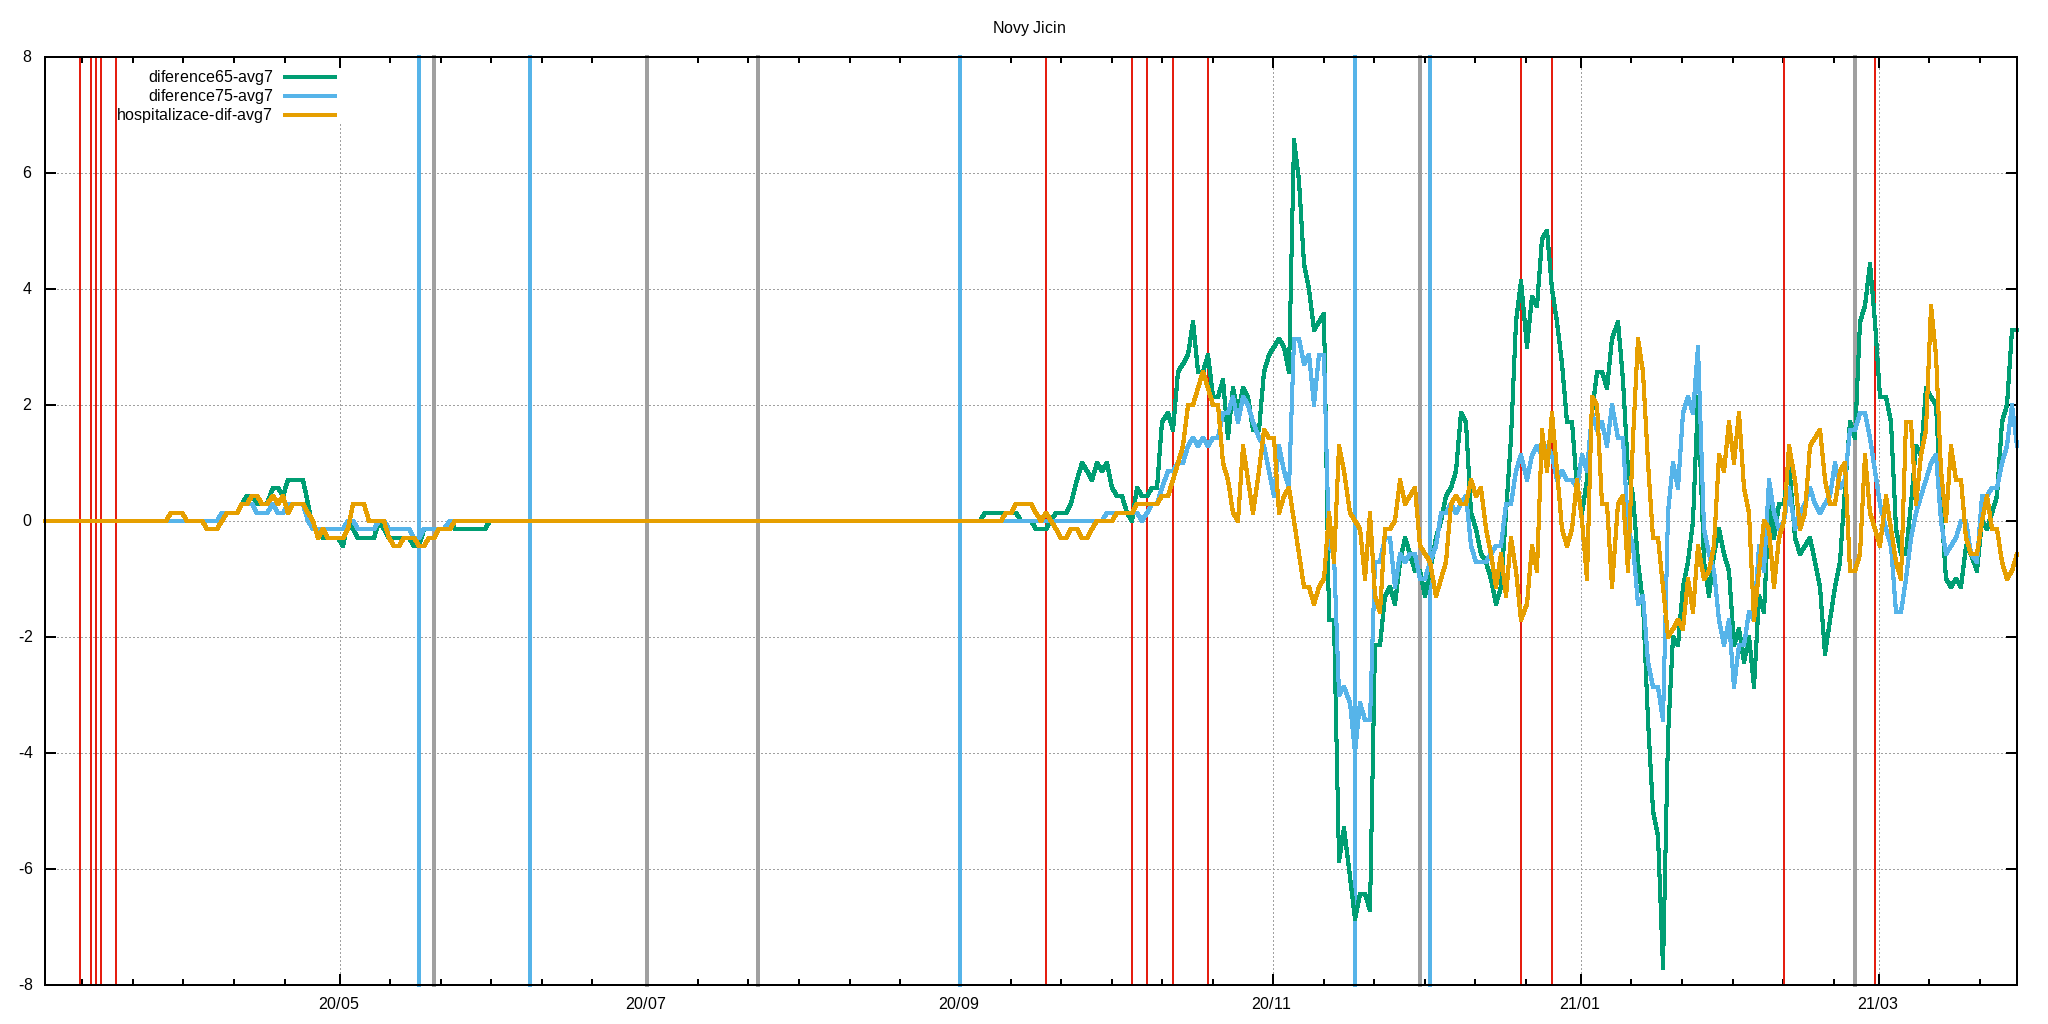 Novy Jicin
diference65-avg7
diference75-avg7
hospitalizace-dif-avg7
8
6
4
2
0
-2
-4
-6
-8
20/05 20/07 20/09 20/11 21/01 21/03